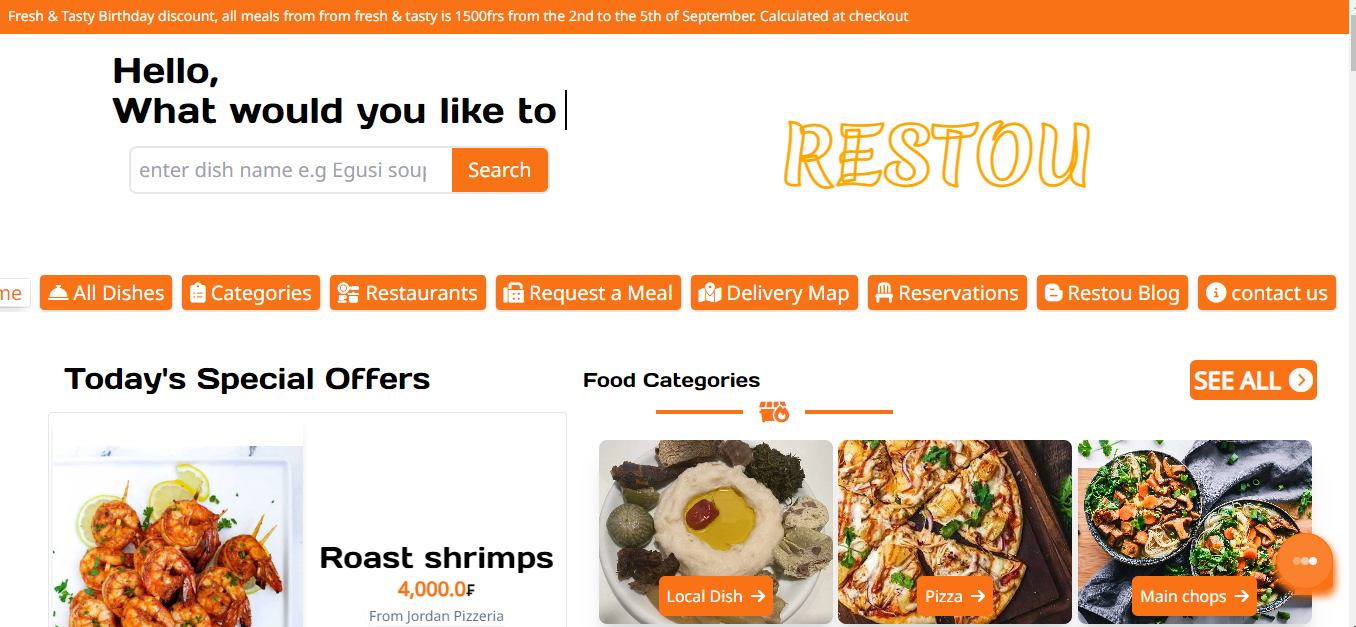 Fresh & Tasty Birthday discount, all meals from from fresh & tasty is 1500frs from the 2nd to the 5th of September. Calculated at checkout
Hello,
What would you like to
enter dish name e.g Egusi soup
Search
RESTOU
me
All Dishes
Categories
Restaurants
Request a Meal
Delivery Map
Reservations
Restou Blog
contact us
Today's Special Offers
Food Categories
SEE ALL
Roast shrimps
4,000.0₣
From Jordan Pizzeria
Local Dish →
Pizza →
Main chops →